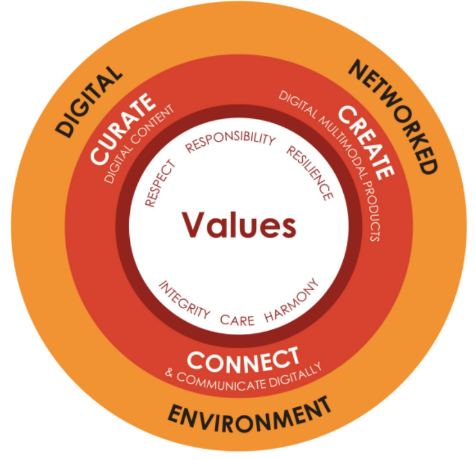 DIGITAL
NETWORKED
ENVIRONMENT
CURATE
DIGITAL CONTENT
CREATE
DIGITAL MULTIMODAL PRODUCTS
CONNECT
& COMMUNICATE DIGITALLY
RESPECT
RESPONSIBILITY
RESILIENCE
Values
INTEGRITY
CARE
HARMONY